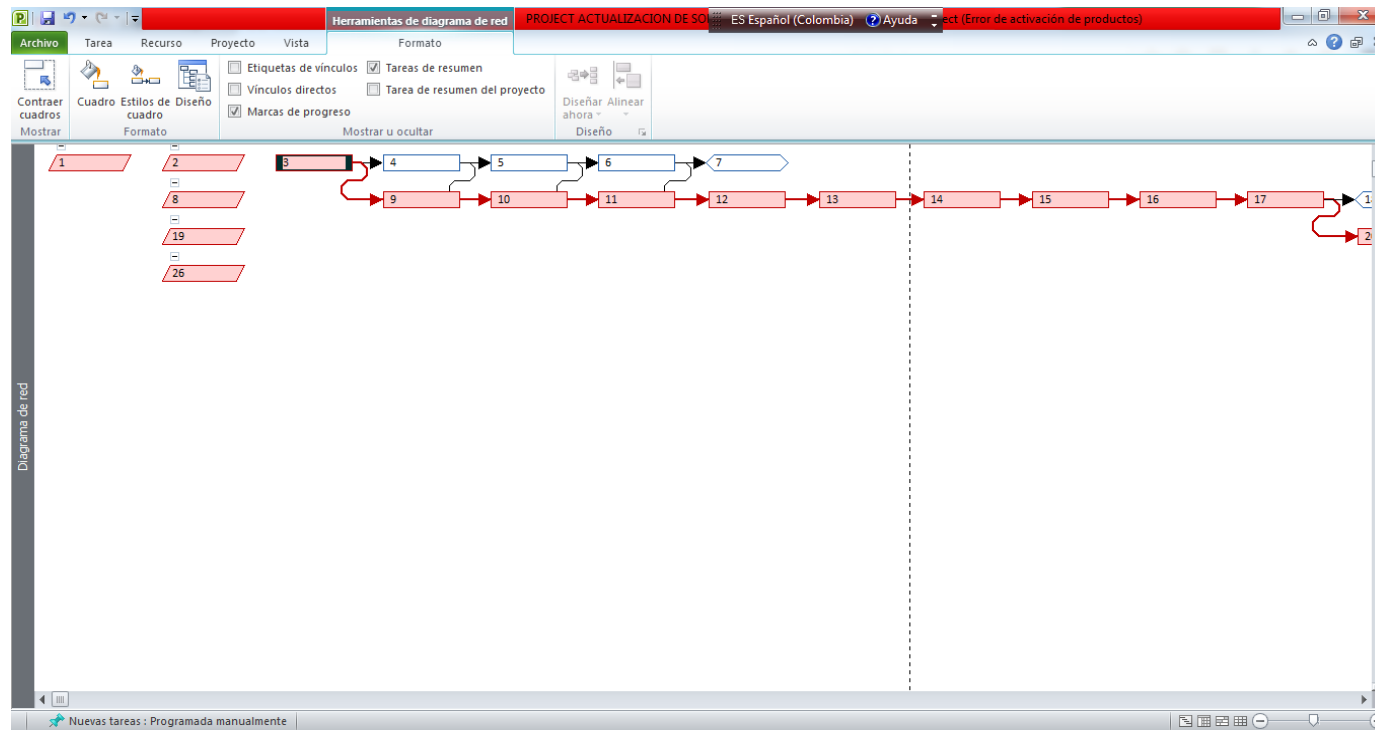 Herramientas de diagrama de red PROJECT ACTUALIZACION DE SO ES Español (Colombia) Ayuda ect (Error de activación de productos)
Archivo Tarea Recurso Proyecto Vista Formato
Contraer cuadros
Cuadro Estilos de cuadro Diseño
Etiquetas de vínculos
Vínculos directos
Marcas de progreso
Tareas de resumen
Tarea de resumen del proyecto
Diseñar ahora Alinear
Mostrar Formato Mostrar u ocultar Diseño
1 2 3 4 5 6 7
8 9 10 11 12 13 14 15 16 17
19
26
Diagrama de red
Nuevas tareas : Programada manualmente